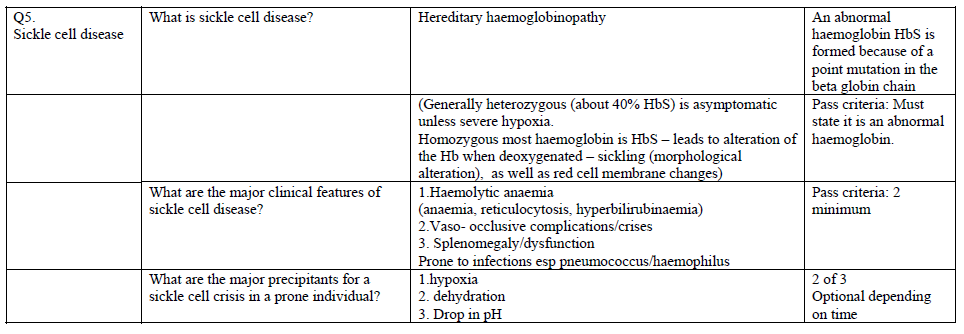 Q5.
Sickle cell disease
What is sickle cell disease?
Hereditary haemoglobinopathy
An abnormal
haemoglobin HbS is
formed because of a
point mutation in the
beta globin chain
(Generally heterozygous (about 40% HbS) is asymptomatic
unless severe hypoxia.
Homozygous most haemoglobin is HbS – leads to alteration of
the Hb when deoxygenated – sickling (morphological
alteration),  as well as red cell membrane changes)
Pass criteria: Must
state it is an abnormal
haemoglobin.
What are the major clinical features of
sickle cell disease?
1.Haemolytic anaemia
(anaemia, reticulocytosis, hyperbilirubinaemia)
2.Vaso- occlusive complications/crises
3. Splenomegaly/dysfunction
Prone to infections esp pneumococcus/haemophilus
Pass criteria: 2
minimum
What are the major precipitants for a
sickle cell crisis in a prone individual?
1.hypoxia
2. dehydration
3. Drop in pH
2 of 3
Optional depending
on time